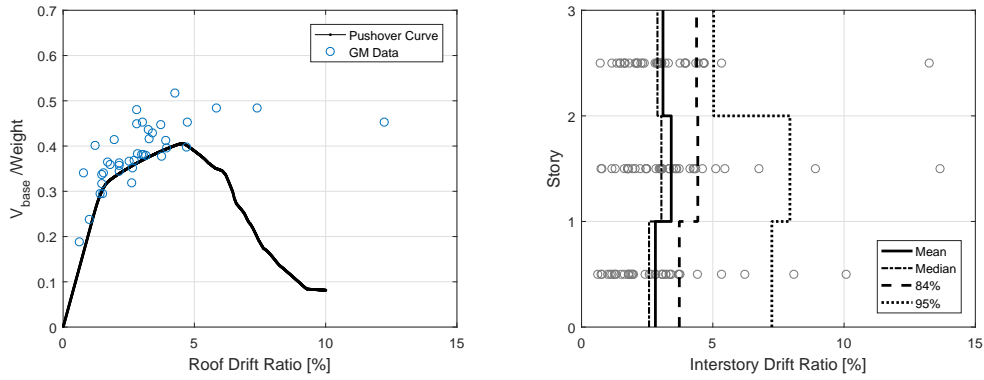 0.7
0.6
0.5
0.4
0.3
0.2
0.1
0
0 5 10 15
V_base /Weight
Roof Drift Ratio [%]
Pushover Curve
GM Data
3
2
1
0
0 5 10 15
Story
Interstory Drift Ratio [%]
Mean
Median
84%
95%